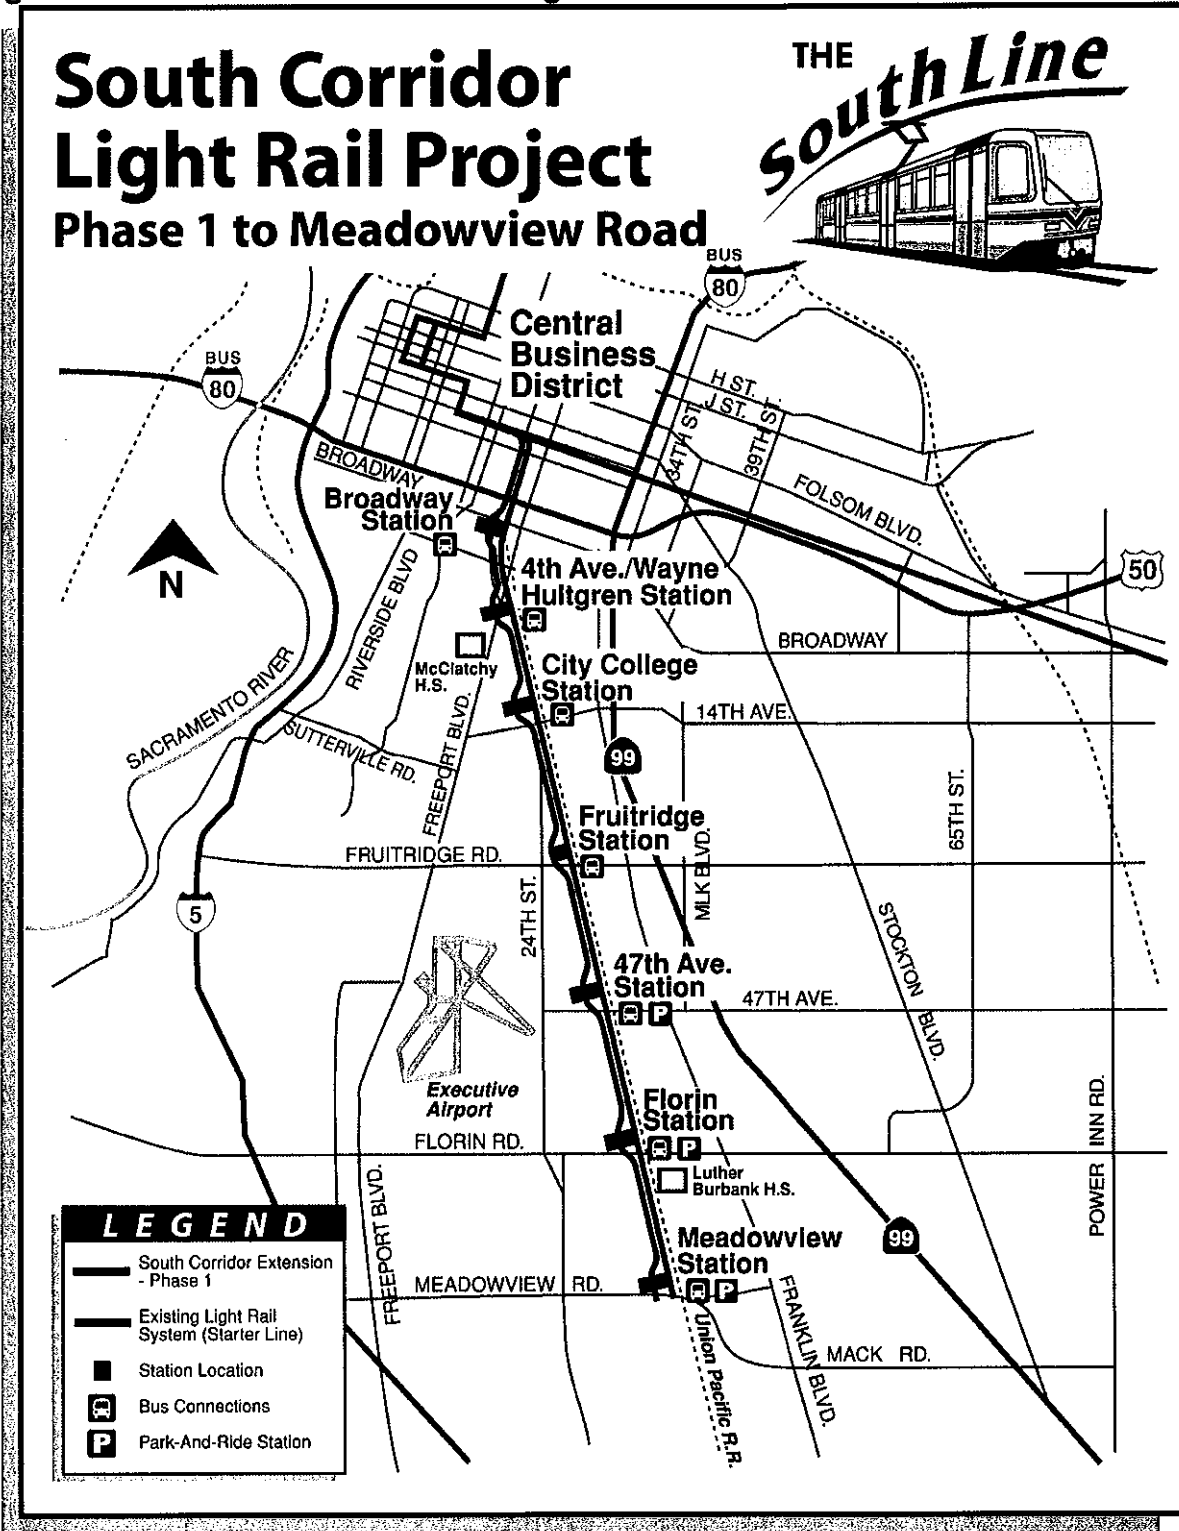 South Corridor
Light Rail Project
Phase 1 to Meadowview Road
THE
South Line
BUS
80
Central
Business
District
BUS
80
H ST.
J ST.
34TH ST.
39TH ST.
BROADWAY
FOLSOM BLVD.
Broadway
Station
N
50
4th Ave./Wayne
Hultgren Station
RIVERSIDE BLVD
BROADWAY
McClatchy
H.S.
City College
Station
SACRAMENTO RIVER
14TH AVE.
SUTTERVILLE RD.
FREEPORT BLVD.
99
65TH ST.
Fruitridge
Station
FRUITRIDGE RD.
MLK BLVD.
5
24TH ST.
STOCKTON BLVD.
47th Ave.
Station
P
47TH AVE.
Executive
Airport
Florin
Station
P
FLORIN RD.
POWER INN RD.
Luther
Burbank H.S.
FREEPORT BLVD.
99
Meadowview
Station
P
MEADOWVIEW RD.
FRANKLIN BLVD.
Union Pacific R.R.
MACK RD.
LEGEND
South Corridor Extension
- Phase 1
Existing Light Rail
System (Starter Line)
Station Location
Bus Connections
P
Park-And-Ride Station